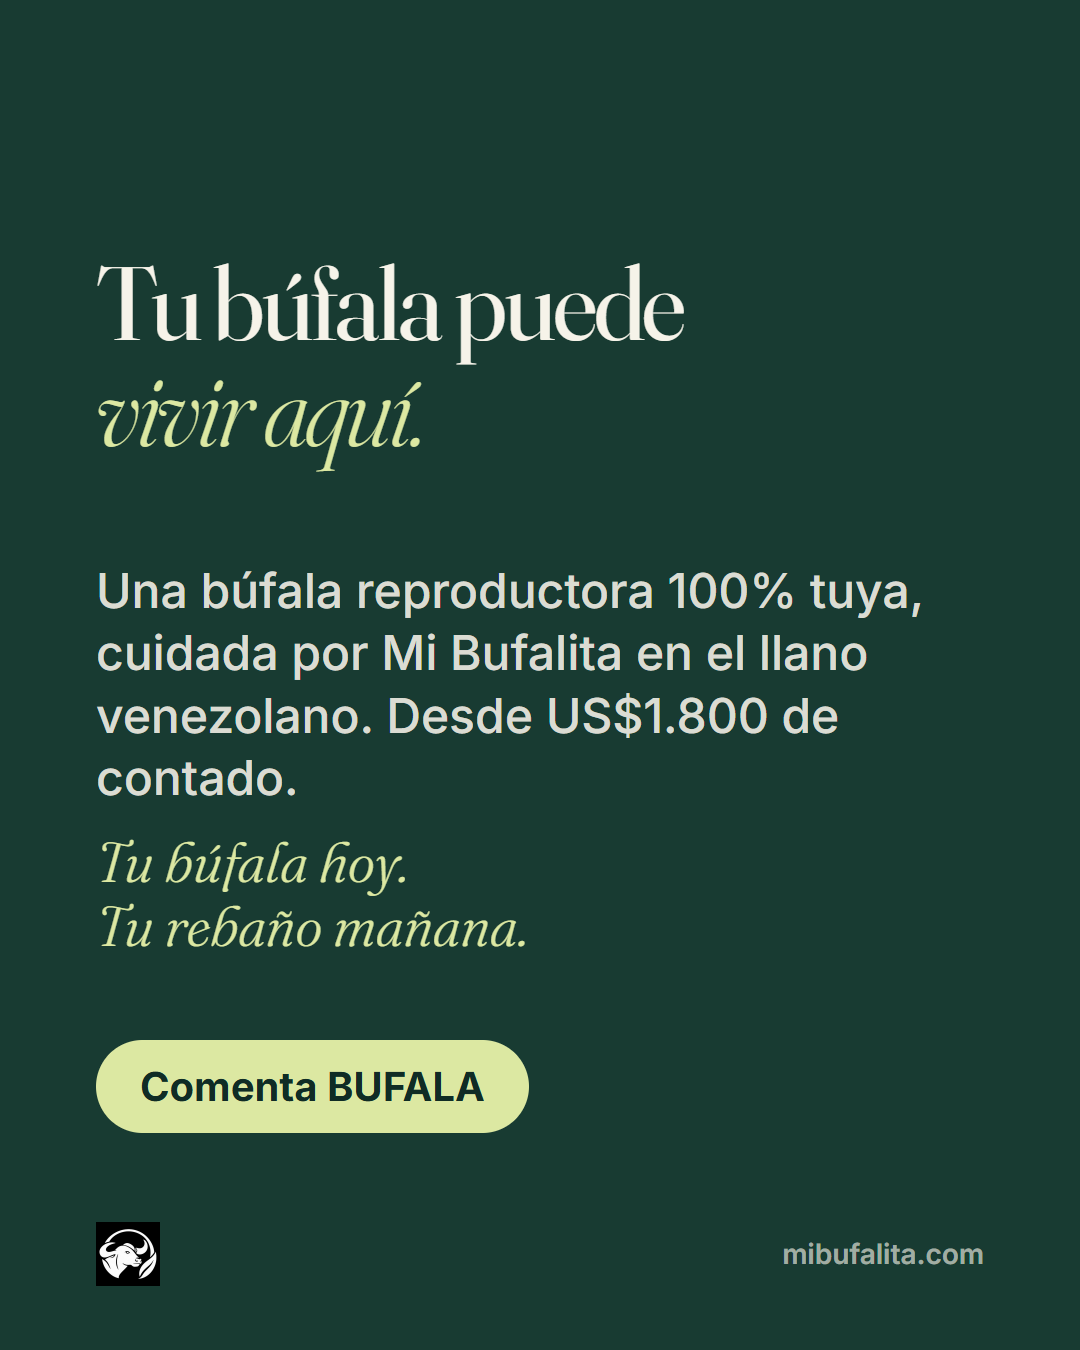 Tu búfala puede
vivir aquí.
Una búfala reproductora 100% tuya,
cuidada por Mi Bufalita en el llano
venezolano. Desde US$1.800 de
contado.
Tu búfala hoy.
Tu rebaño mañana.
Comenta BUFALA
mibufalita.com